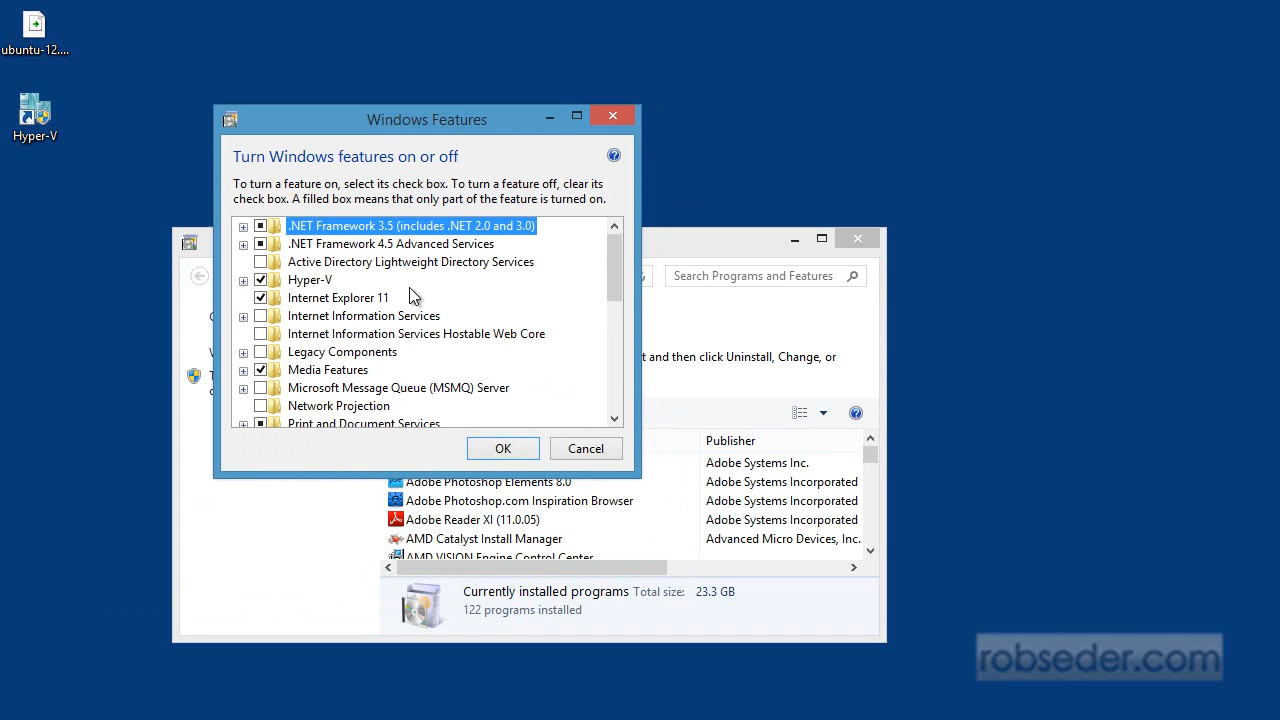 ubuntu-12....
Hyper-V
Windows Features
Turn Windows features on or off
To turn a feature on, select its check box. To turn a feature off, clear its
check box. A filled box means that only part of the feature is turned on.
.NET Framework 3.5 (includes .NET 2.0 and 3.0)
.NET Framework 4.5 Advanced Services
Active Directory Lightweight Directory Services
Hyper-V
Internet Explorer 11
Internet Information Services
Internet Information Services Hostable Web Core
Legacy Components
Media Features
Microsoft Message Queue (MSMQ) Server
Network Projection
Print and Document Services
OK
Cancel
Search Programs and Features
t and then click Uninstall, Change, or
Publisher
Adobe Systems Inc.
Adobe Photoshop Elements 8.0 Adobe Systems Incorporated
Adobe Photoshop.com Inspiration Browser Adobe Systems Incorporated
Adobe Reader XI (11.0.05) Adobe Systems Incorporated
AMD Catalyst Install Manager Advanced Micro Devices, Inc.
AMD VISION Engine Control Center
Currently installed programs Total size: 23.3 GB
122 programs installed
robseder.com